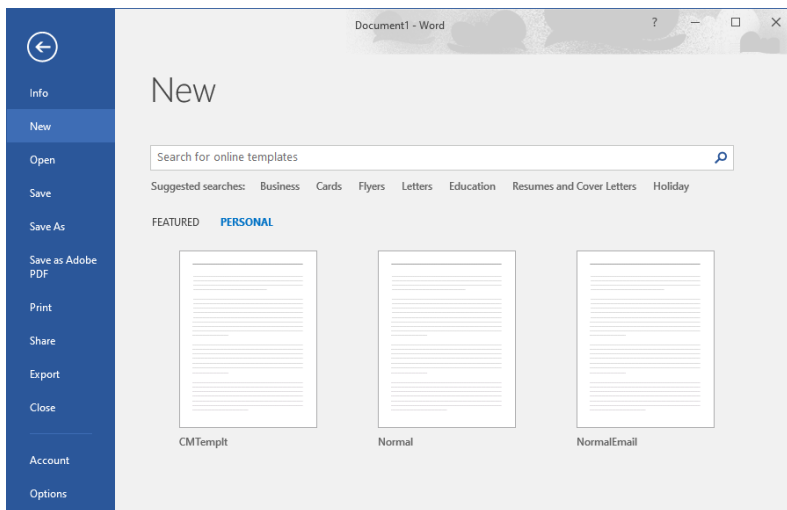 Document1 - Word
?
Info
New
Open
Save
Save As
Save as Adobe
PDF
Print
Share
Export
Close
Account
Options
New
Search for online templates
Suggested searches: Business Cards Flyers Letters Education Resumes and Cover Letters Holiday
FEATURED PERSONAL
CMTemplt Normal NormalEmail